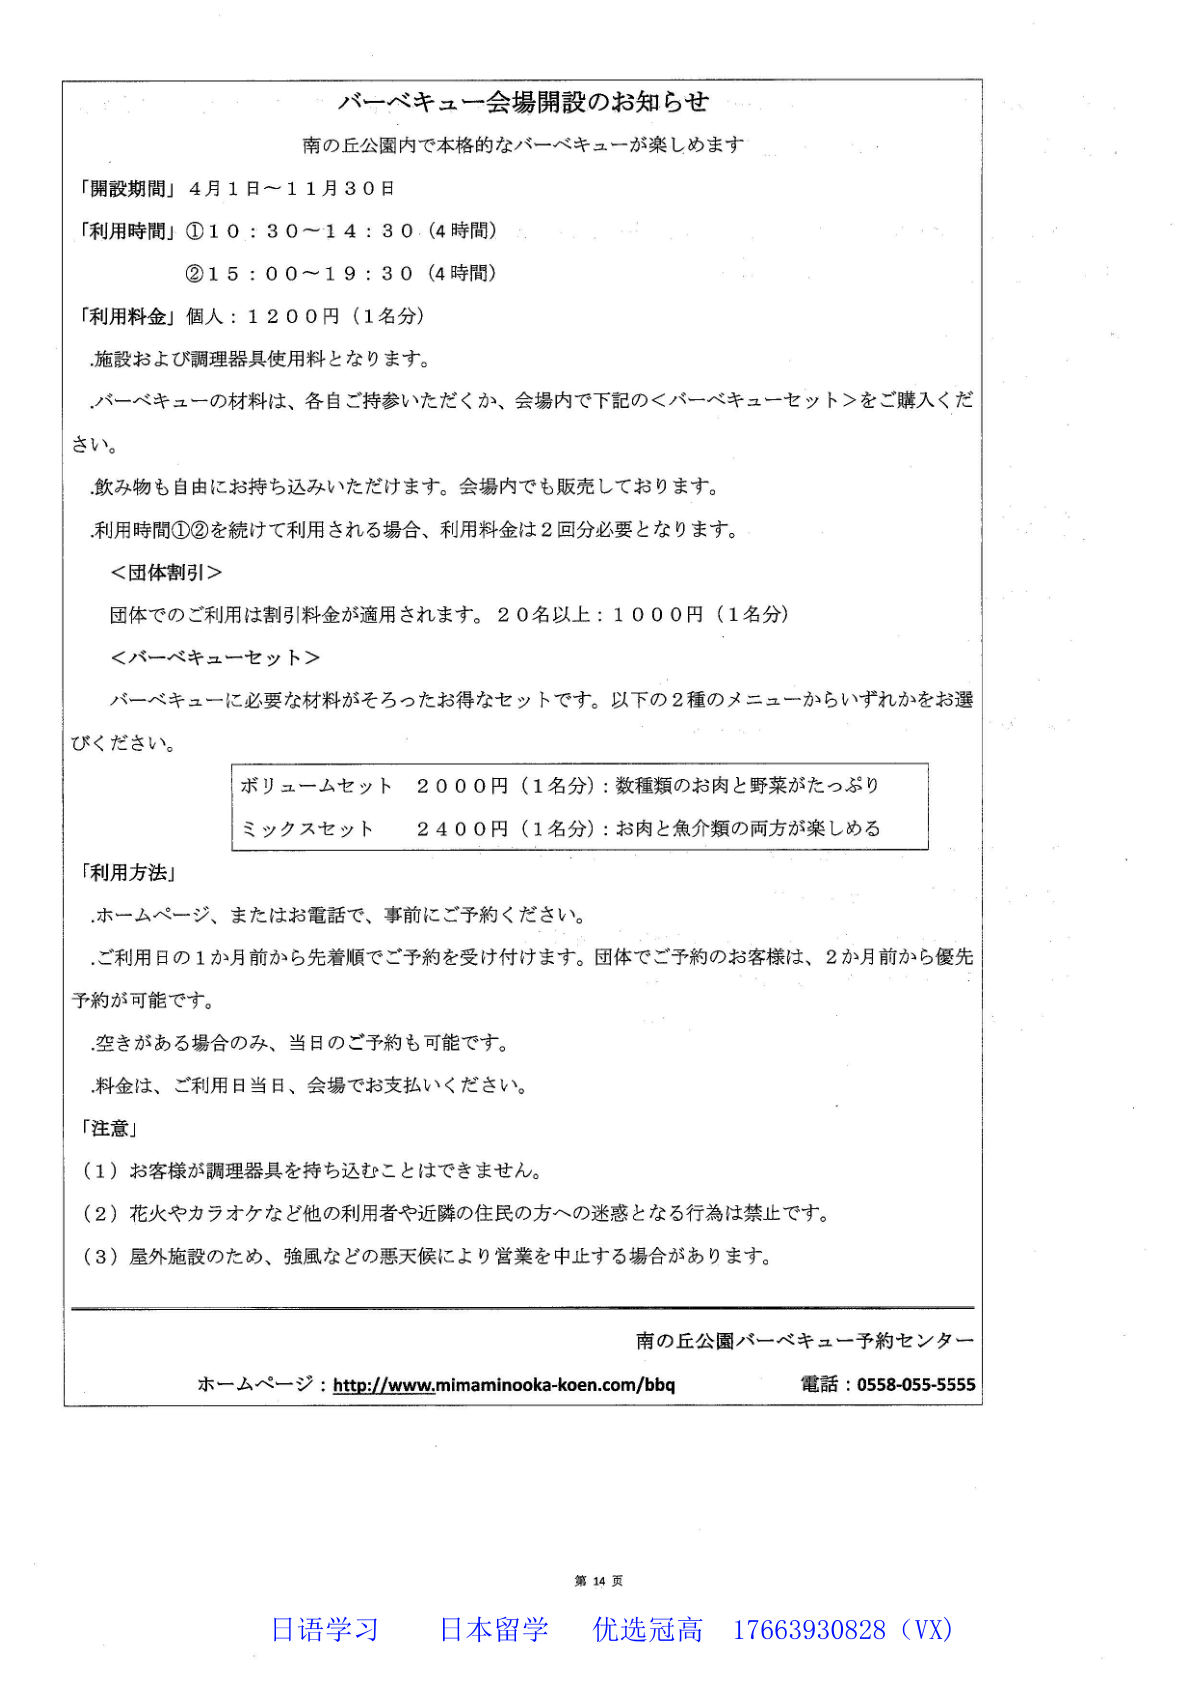 バーベキュー会場開設のお知らせ
南の丘公園内で本格的なバーベキューが楽しめます
「開設期間」４月１日～１１月３０日
「利用時間」①１０：３０～１４：３０（4 時間）
②１５：００～１９：３０（4 時間）
「利用料金」個人：１２００円（１名分）
.施設および調理器具使用料となります。
.バーベキューの材料は、各自ご持参いただくか、会場内で下記の＜バーベキューセット＞をご購入くだ
さい。
.飲み物も自由にお持ち込みいただけます。会場内でも販売しております。
.利用時間①②を続けて利用される場合、利用料金は２回分必要となります。
＜団体割引＞
団体でのご利用は割引料金が適用されます。２０名以上：１０００円（１名分）
＜バーベキューセット＞
バーベキューに必要な材料がそろったお得なセットです。以下の２種のメニューからいずれかをお選
びください。
ボリュームセット　２０００円（１名分）：数種類のお肉と野菜がたっぷり
ミックスセット　　２４００円（１名分）：お肉と魚介類の両方が楽しめる
「利用方法」
.ホームページ、またはお電話で、事前にご予約ください。
.ご利用日の１か月前から先着順でご予約を受け付けます。団体でご予約のお客様は、２か月前から優先
予約が可能です。
.空きがある場合のみ、当日のご予約も可能です。
.料金は、ご利用日当日、会場でお支払いください。
「注意」
（１）お客様が調理器具を持ち込むことはできません。
（２）花火やカラオケなど他の利用者や近隣の住民の方への迷惑となる行為は禁止です。
（３）屋外施設のため、強風などの悪天候により営業を中止する場合があります。
南の丘公園バーベキュー予約センター
ホームページ：http://www.mimaminooka-koen.com/bbq　　電話：0558-055-5555
第 14 页
日语学习　　日本留学　 优选冠高　17663930828（VX)